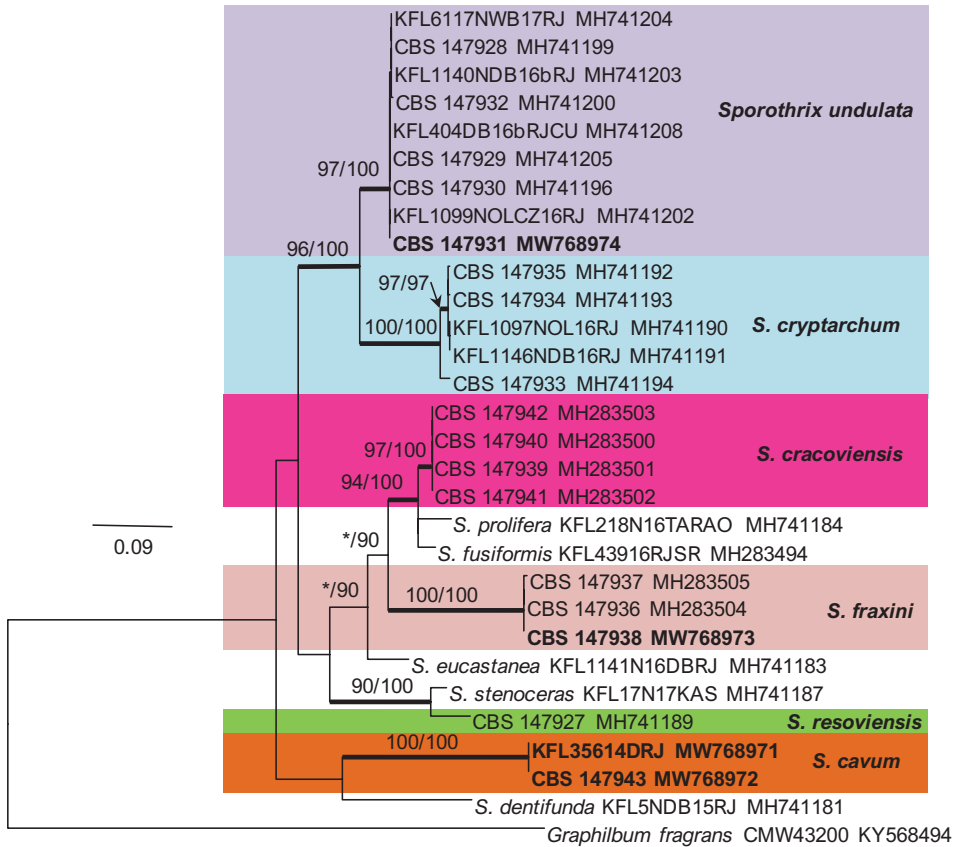 KFL6117NWB17RJ MH741204
CBS 147928 MH741199
KFL1140NDB16bRJ MH741203
CBS 147932 MH741200
Sporothrix undulata
KFL404DB16bRJCU MH741208
CBS 147929 MH741205
97/100
CBS 147930 MH741196
KFL1099NOLCZ16RJ MH741202
CBS 147931 MW768974
96/100
CBS 147935 MH741192
97/97
CBS 147934 MH741193
100/100
KFL1097NOL16RJ MH741190
S. cryptarchum
KFL1146NDB16RJ MH741191
CBS 147933 MH741194
CBS 147942 MH283503
97/100
CBS 147940 MH283500
S. cracoviensis
CBS 147939 MH283501
94/100
CBS 147941 MH283502
S. prolifera KFL218N16TARAO MH741184
0.09
*/90
S. fusiformis KFL43916RJSR MH283494
*/90
CBS 147937 MH283505
100/100
CBS 147936 MH283504
S. fraxini
CBS 147938 MW768973
S. eucastanea KFL1141N16DBRJ MH741183
90/100
S. stenoceras KFL17N17KAS MH741187
CBS 147927 MH741189
S. resoviensis
100/100
KFL35614DRJ MW768971
S. cavum
CBS 147943 MW768972
S. dentifunda KFL5NDB15RJ MH741181
Graphilbum fragrans CMW43200 KY568494